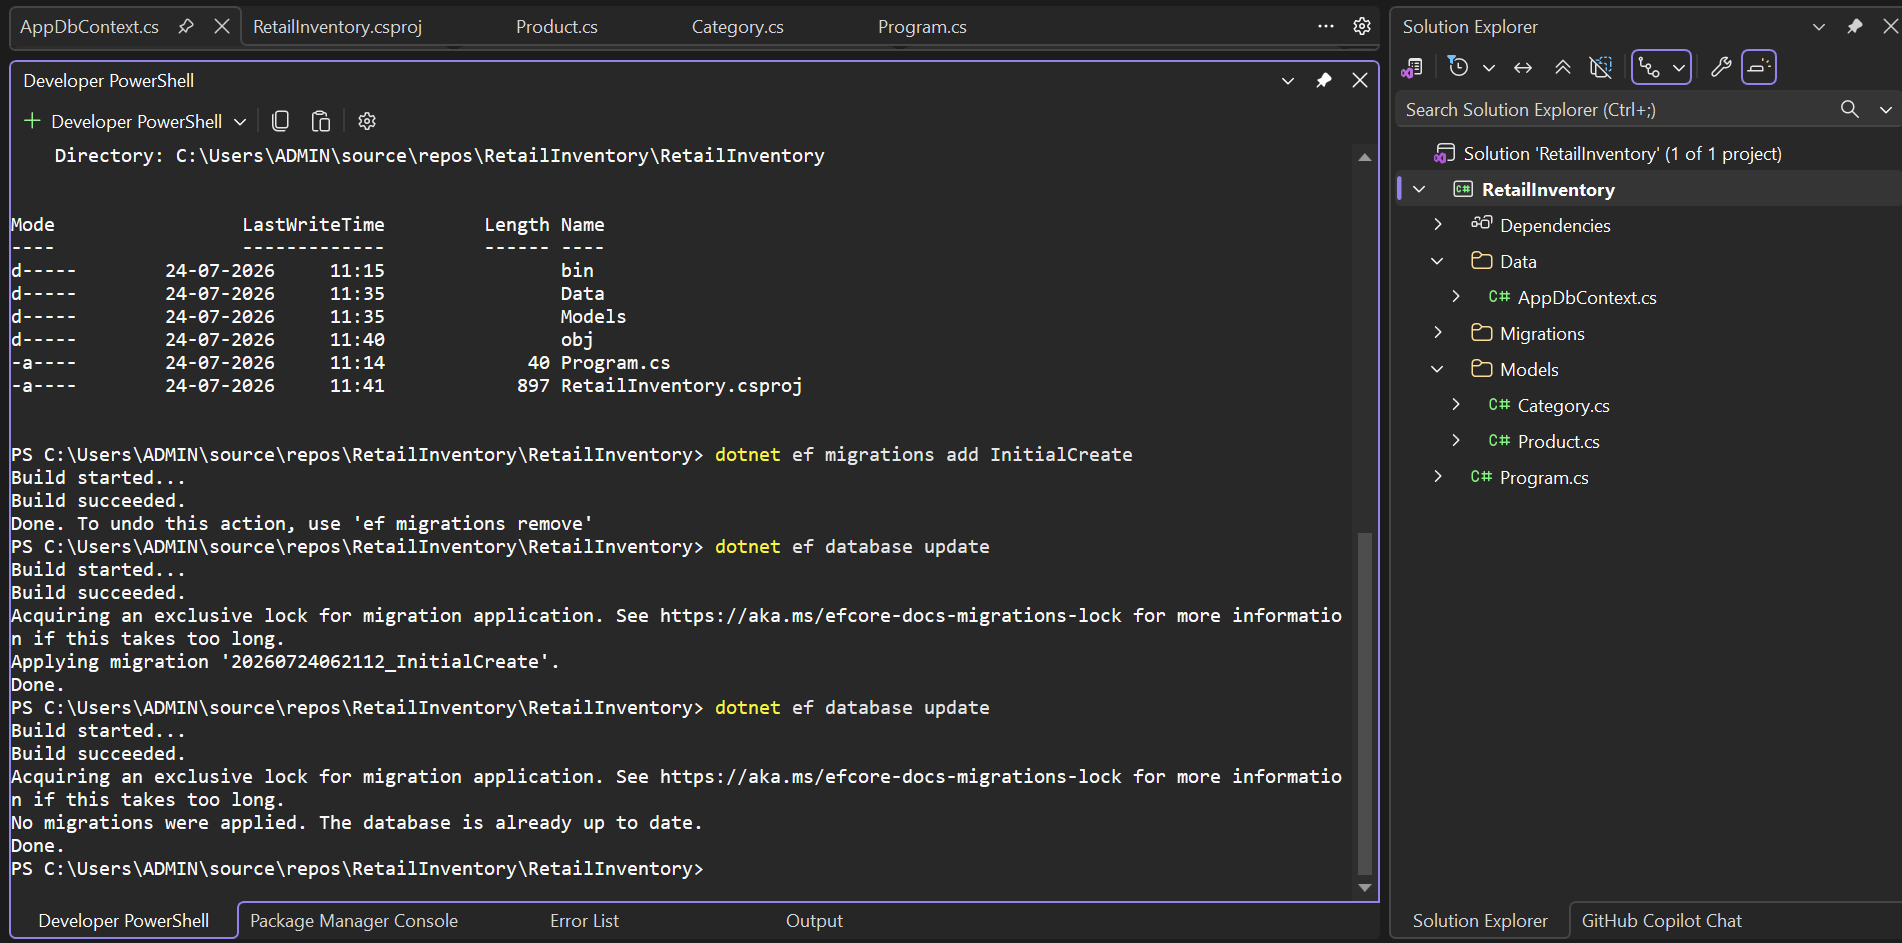 AppDbContext.cs RetailInventory.csproj Product.cs Category.cs Program.cs
Developer PowerShell
Developer PowerShell
    Directory: C:\Users\ADMIN\source\repos\RetailInventory\RetailInventory
Mode                 LastWriteTime         Length Name
----                 -------------         ------ ----
d-----        24-07-2026     11:15                bin
d-----        24-07-2026     11:35                Data
d-----        24-07-2026     11:35                Models
d-----        24-07-2026     11:40                obj
-a----        24-07-2026     11:14             40 Program.cs
-a----        24-07-2026     11:41            897 RetailInventory.csproj
PS C:\Users\ADMIN\source\repos\RetailInventory\RetailInventory> dotnet ef migrations add InitialCreate
Build started...
Build succeeded.
Done. To undo this action, use 'ef migrations remove'
PS C:\Users\ADMIN\source\repos\RetailInventory\RetailInventory> dotnet ef database update
Build started...
Build succeeded.
Acquiring an exclusive lock for migration application. See https://aka.ms/efcore-docs-migrations-lock for more informatio
n if this takes too long.
Applying migration '20260724062112_InitialCreate'.
Done.
PS C:\Users\ADMIN\source\repos\RetailInventory\RetailInventory> dotnet ef database update
Build started...
Build succeeded.
Acquiring an exclusive lock for migration application. See https://aka.ms/efcore-docs-migrations-lock for more informatio
n if this takes too long.
No migrations were applied. The database is already up to date.
Done.
PS C:\Users\ADMIN\source\repos\RetailInventory\RetailInventory>
Developer PowerShell Package Manager Console Error List Output
Solution Explorer
Search Solution Explorer (Ctrl+;)
Solution 'RetailInventory' (1 of 1 project)
C# RetailInventory
Dependencies
Data
C# AppDbContext.cs
Migrations
Models
C# Category.cs
C# Product.cs
C# Program.cs
Solution Explorer GitHub Copilot Chat